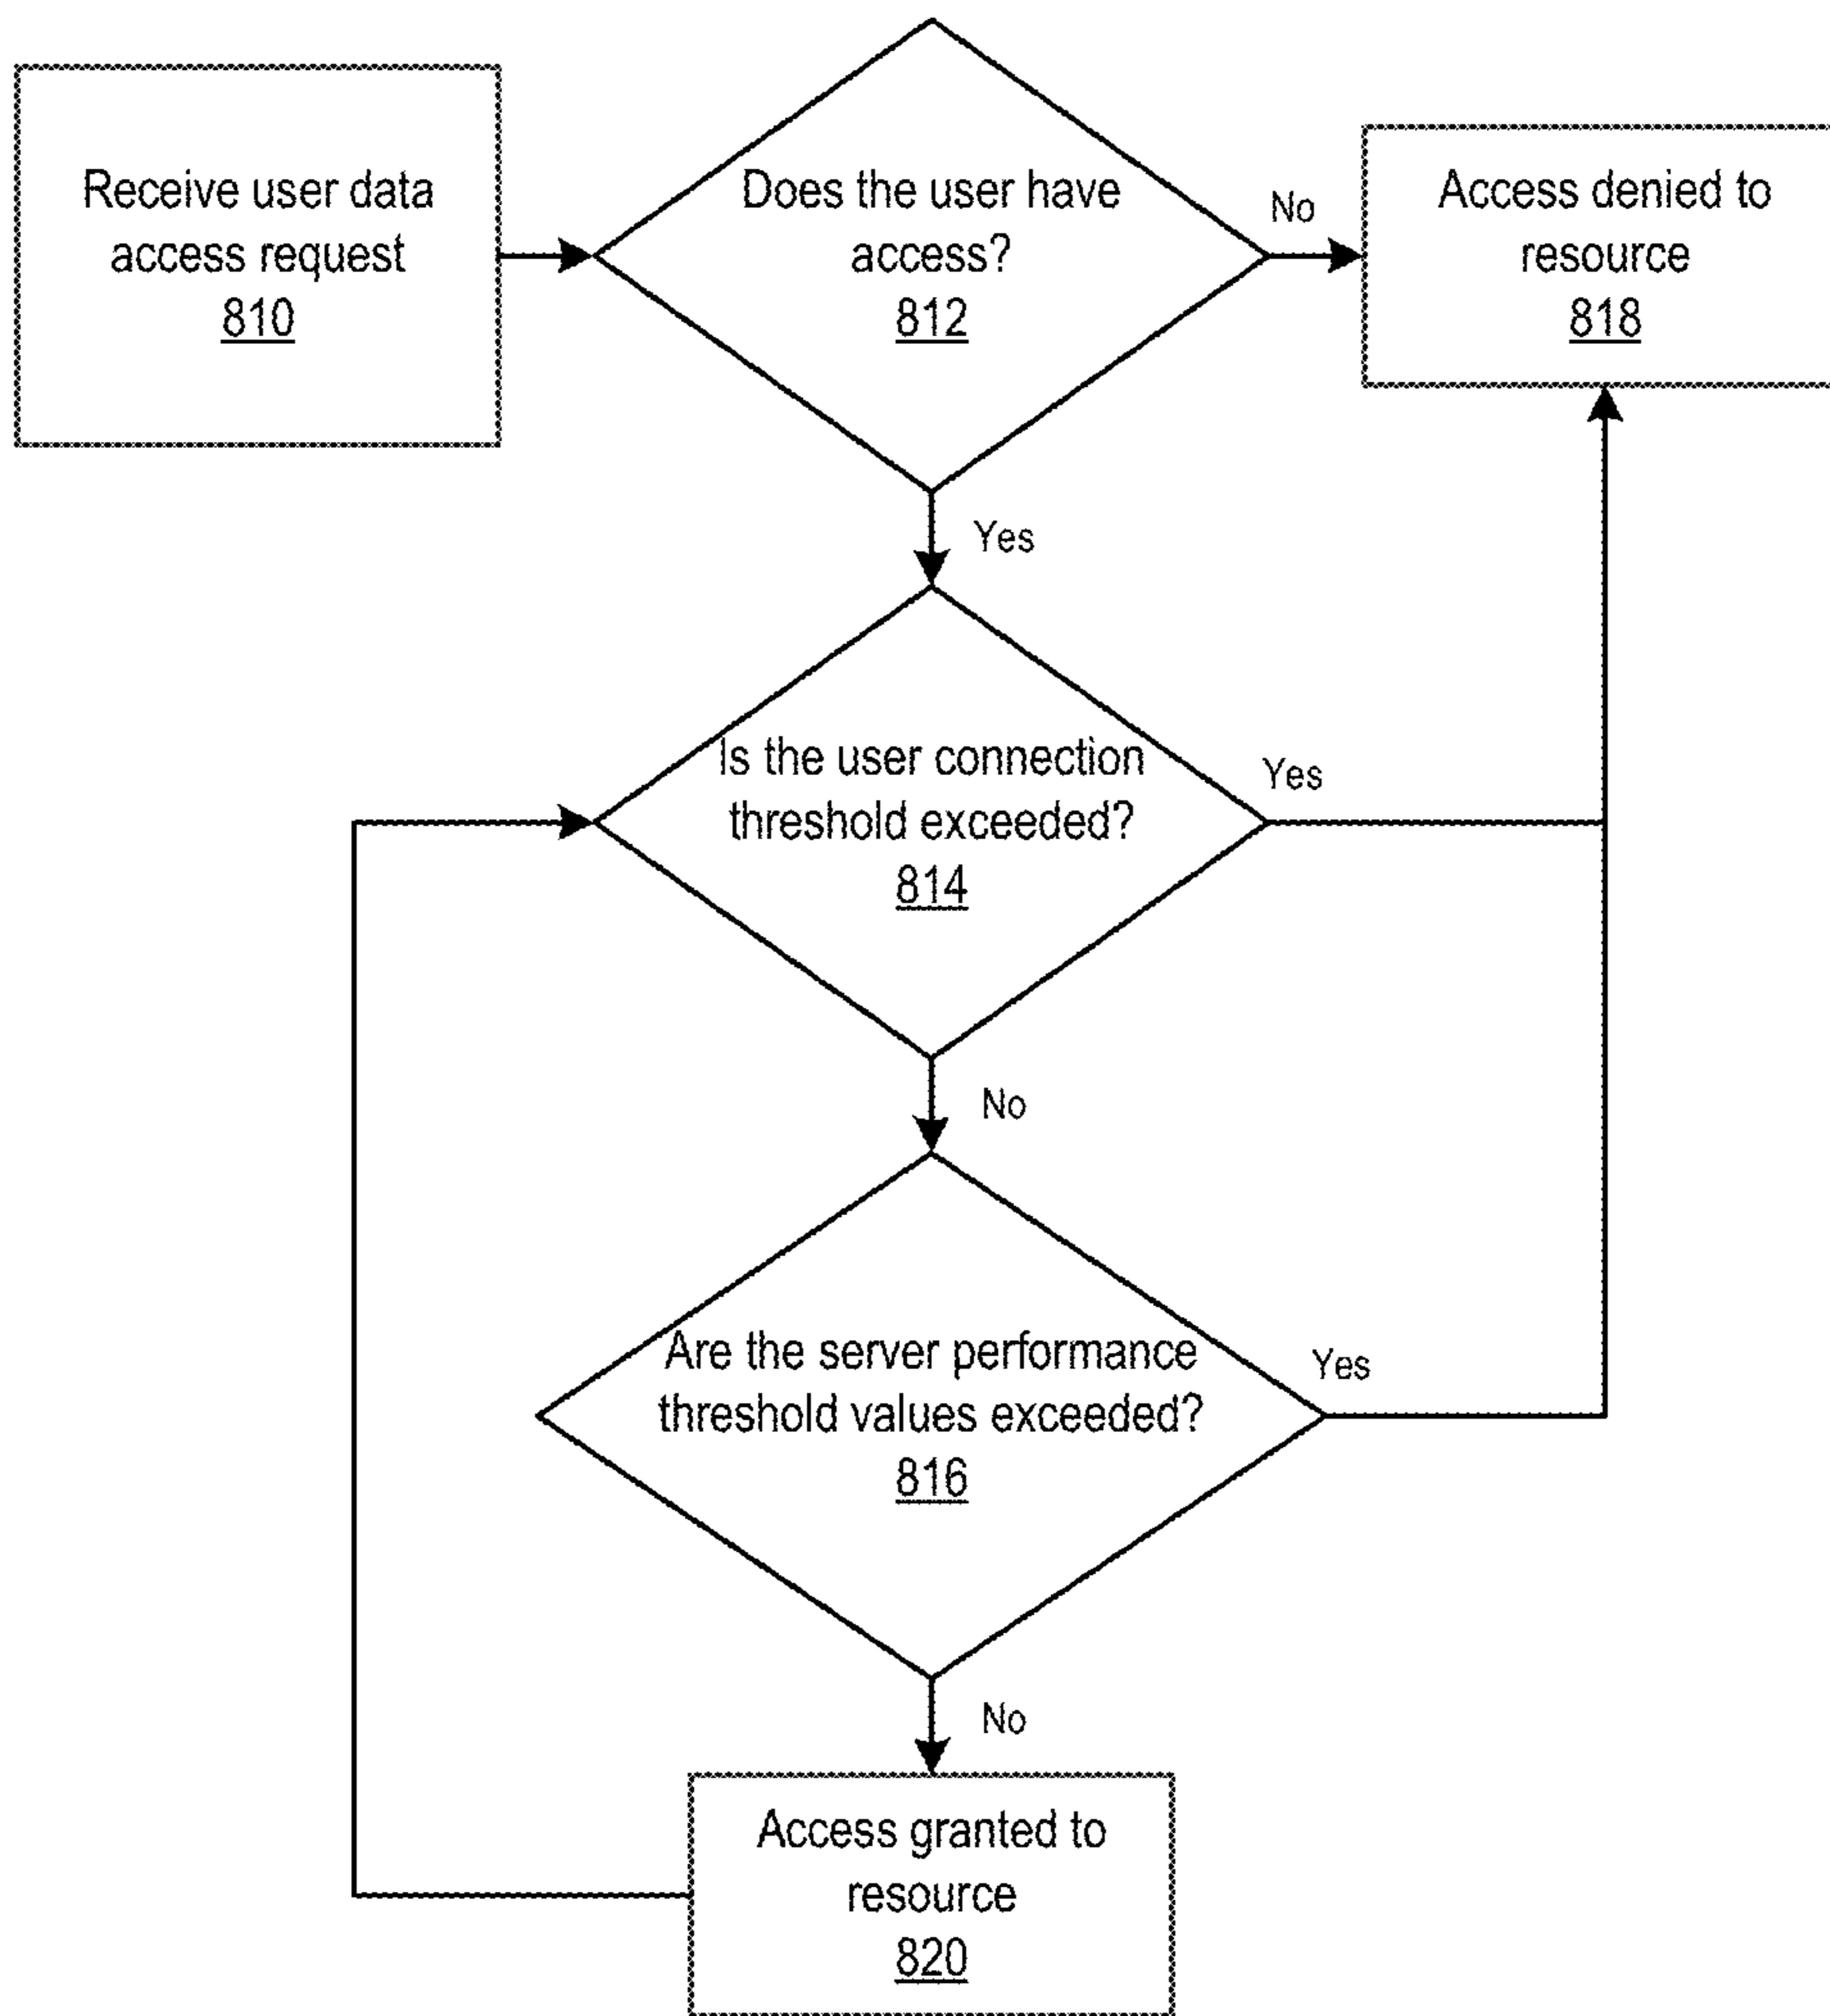 Receive user data
access request
810
Does the user have
access?
812
No
Access denied to
resource
818
Yes
Is the user connection
threshold exceeded?
814
Yes
No
Are the server performance
threshold values exceeded?
816
Yes
No
Access granted to
resource
820